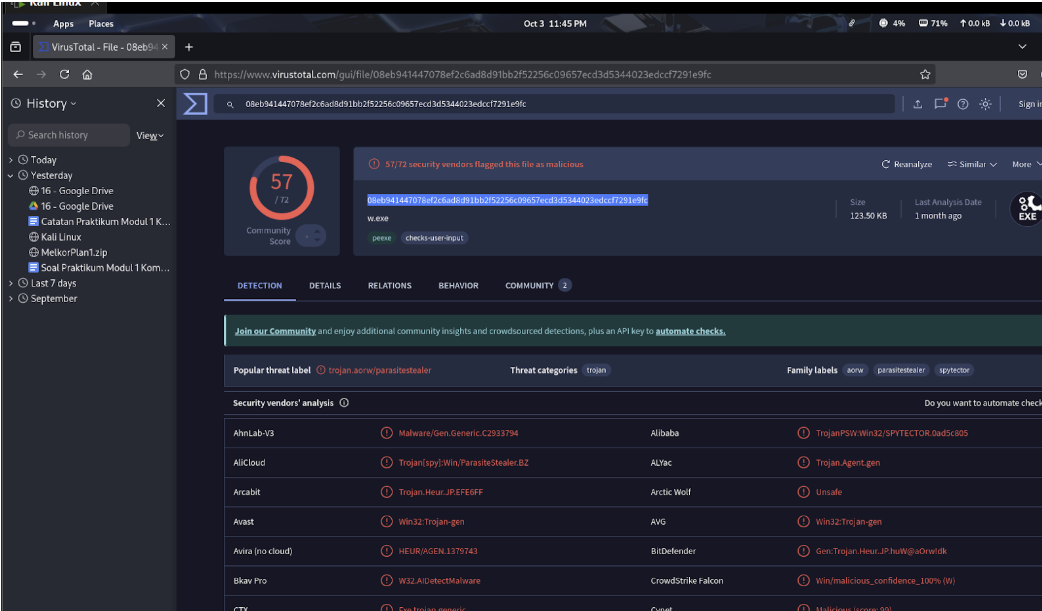 Kali Linux
Apps Places Oct 3 11:45 PM 4% 71% ↑0.0 kB ↓0.0 kB
VirusTotal - File - 08eb94 × +
https://www.virustotal.com/gui/file/08eb941447078ef2c6ad8d91bb2f52256c09657ecd3d5344023edccf7291e9fc
History
08eb941447078ef2c6ad8d91bb2f52256c09657ecd3d5344023edccf7291e9fc
Sign in
Search history View
Today
Yesterday
16 - Google Drive
16 - Google Drive
Catatan Praktikum Modul 1 K...
Kali Linux
MelkorPlan1.zip
Soal Praktikum Modul 1 Kom...
Last 7 days
September
57
/ 72
Community
Score
-
57/72 security vendors flagged this file as malicious
Reanalyze Similar More
08eb941447078ef2c6ad8d91bb2f52256c09657ecd3d5344023edccf7291e9fc
w.exe
peexe checks-user-input
Size
123.50 KB
Last Analysis Date
1 month ago
EXE
DETECTION DETAILS RELATIONS BEHAVIOR COMMUNITY 2
Join our Community and enjoy additional community insights and crowdsourced detections, plus an API key to automate checks.
Popular threat label trojan.aorw/parasitestealer Threat categories trojan Family labels aorw parasitestealer spytector
Security vendors' analysis Do you want to automate check
AhnLab-V3 Malware/Gen.Generic.C2933794 Alibaba TrojanPSW:Win32/SPYTECTOR.0ad5c805
AliCloud Trojan[spy]:Win/ParasiteStealer.BZ ALYac Trojan.Agent.gen
Arcabit Trojan.Heur.JP.EFE6FF Arctic Wolf Unsafe
Avast Win32:Trojan-gen AVG Win32:Trojan-gen
Avira (no cloud) HEUR/AGEN.1379743 BitDefender Gen:Trojan.Heur.JP.huW@aOrw!dk
Bkav Pro W32.AIDetectMalware CrowdStrike Falcon Win/malicious_confidence_100% (W)
CTX Exe.trojan.generic Cynet Malicious (score: 99)